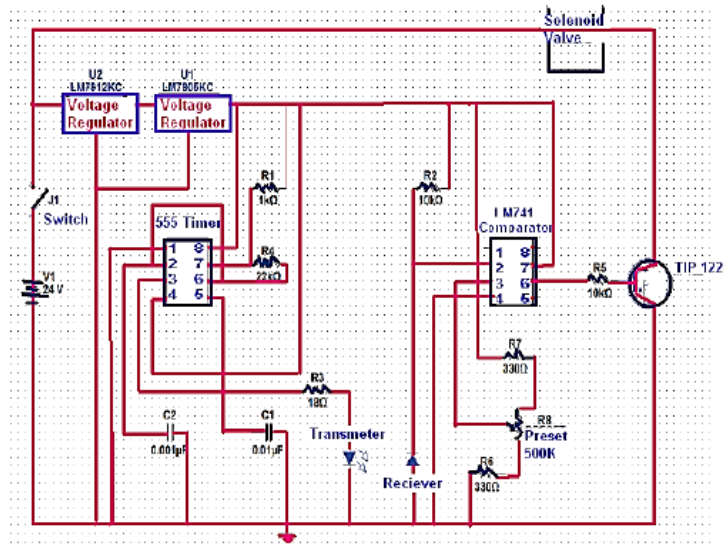 Solenoid
Valve
U2
LM7812KC
Voltage
Regulator
U1
LM7805KC
Voltage
Regulator
J1
Switch
V1
24 V
R1
1kΩ
R4
22kΩ
555 Timer
1 8
2 7
3 6
4 5
R2
10kΩ
LM741
Comparator
1 8
2 7
3 6
4 5
R5
10kΩ
TIP 122
R7
330Ω
R8
Preset
500K
R6
330Ω
R3
18Ω
Transmeter
Reciever
C2
0.001µF
C1
0.01µF